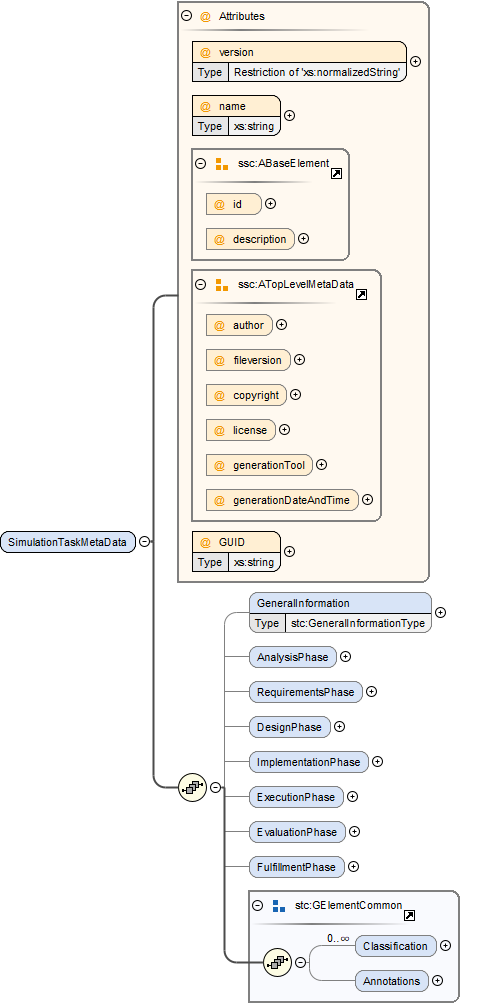 @ Attributes
@ version
Type Restriction of 'xs:normalizedString'
@ name
Type xs:string
ssc:ABaseElement
@ id
@ description
ssc:ATopLevelMetaData
@ author
@ fileversion
@ copyright
@ license
@ generationTool
@ generationDateAndTime
SimulationTaskMetaData
@ GUID
Type xs:string
GeneralInformation
Type stc:GeneralInformationType
AnalysisPhase
RequirementsPhase
DesignPhase
ImplementationPhase
ExecutionPhase
EvaluationPhase
FulfillmentPhase
stc:GElementCommon
0..∞
Classification
Annotations